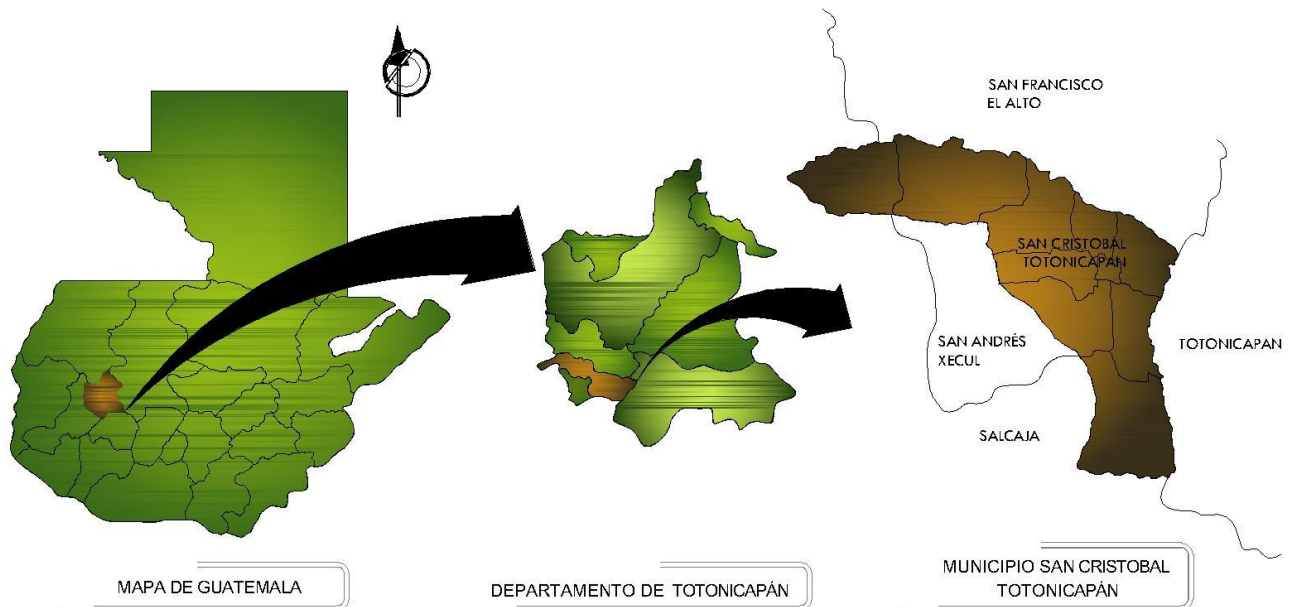 SAN FRANCISCO
EL ALTO
SAN CRISTOBAL
TOTONICAPAN
SAN ANDRÉS
XECUL
TOTONICAPAN
SALCAJA
MAPA DE GUATEMALA
DEPARTAMENTO DE TOTONICAPÁN
MUNICIPIO SAN CRISTOBAL
TOTONICAPÁN